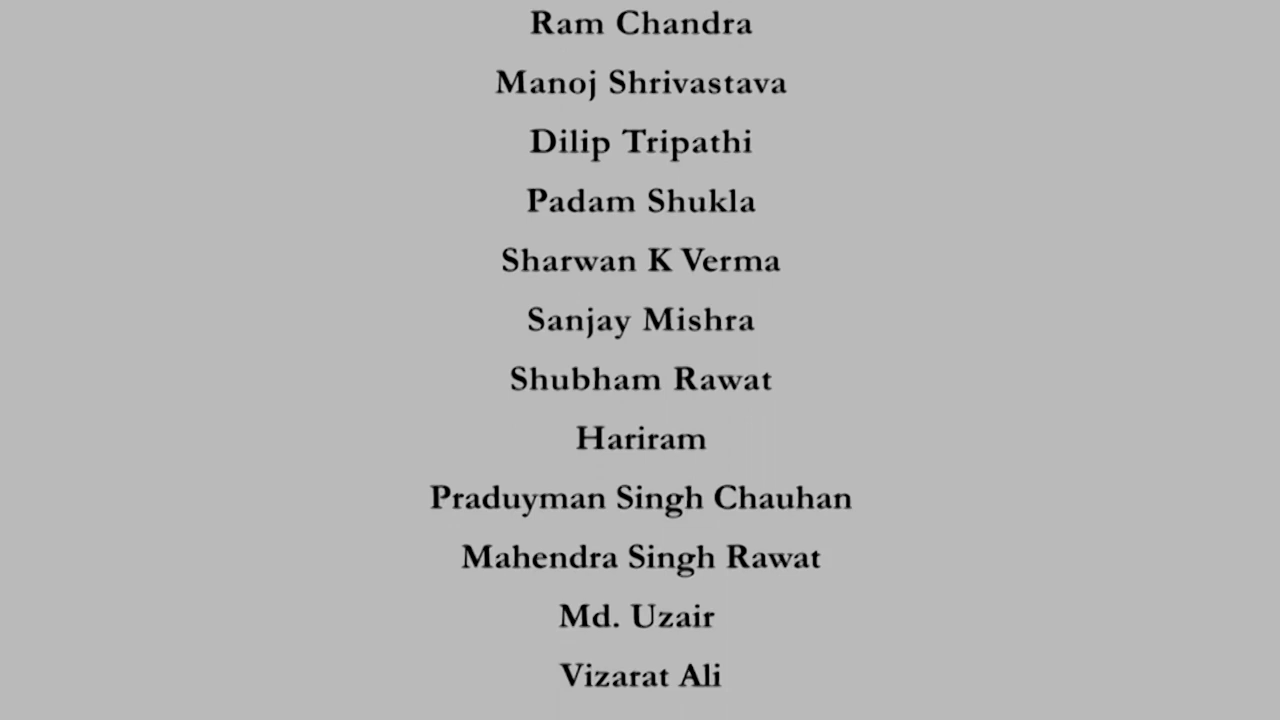 Ram Chandra
Manoj Shrivastava
Dilip Tripathi
Padam Shukla
Sharwan K Verma
Sanjay Mishra
Shubham Rawat
Hariram
Praduyman Singh Chauhan
Mahendra Singh Rawat
Md. Uzair
Vizarat Ali